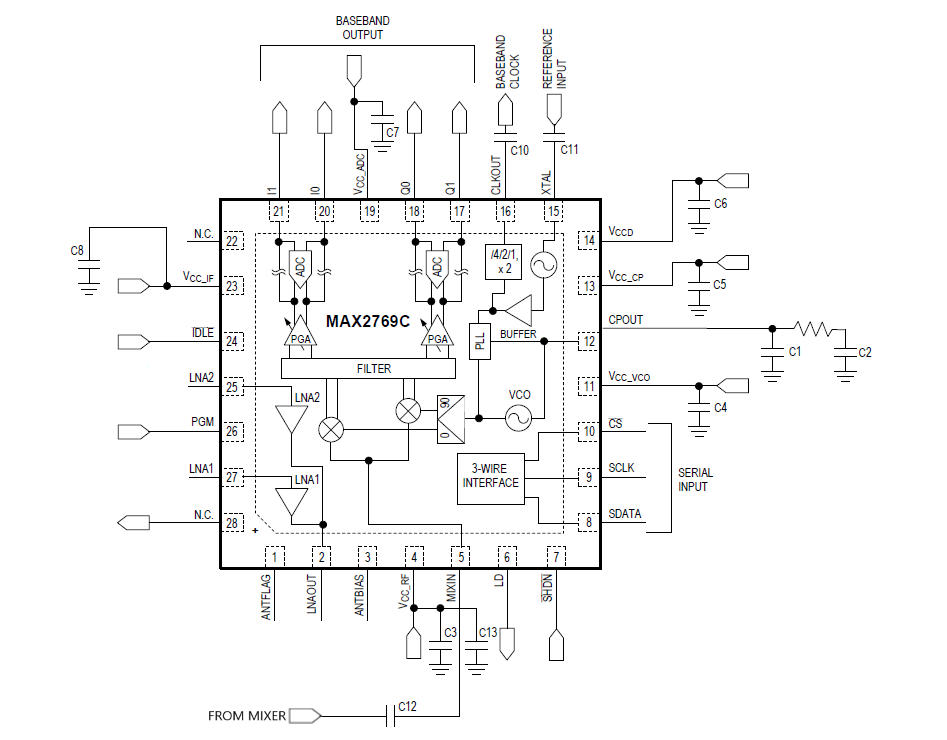 BASEBAND
OUTPUT
BASEBAND
CLOCK
REFERENCE
INPUT
C7
C10
C11
I1
I0
VCC_ADC
Q0
Q1
CLKOUT
XTAL
21
20
19
18
17
16
15
C6
C8
N.C.
22
14
VCCD
ADC
ADC
/4/2/1,
x 2
VCC_IF
23
13
VCC_CP
C5
MAX2769C
CPOUT
IDLE
24
PGA
PGA
PLL
BUFFER
12
C1
C2
FILTER
LNA2
25
LNA2
VCO
11
VCC_VCO
C4
90
0
PGM
26
10
CS
LNA1
27
LNA1
3-WIRE
INTERFACE
9
SCLK
SERIAL
INPUT
N.C.
28
+
8
SDATA
1
2
3
4
5
6
7
ANTFLAG
LNAOUT
ANTBIAS
VCC_RF
MIXIN
LD
SHDN
C3
C13
C12
FROM MIXER